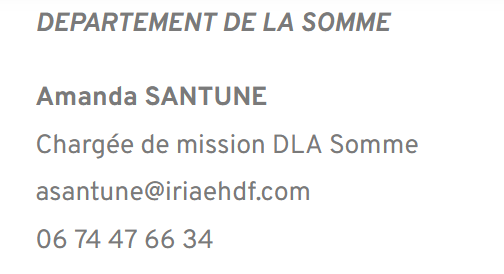 DEPARTEMENT DE LA SOMME
Amanda SANTUNE
Chargée de mission DLA Somme
asantune@iriaehdf.com
06 74 47 66 34